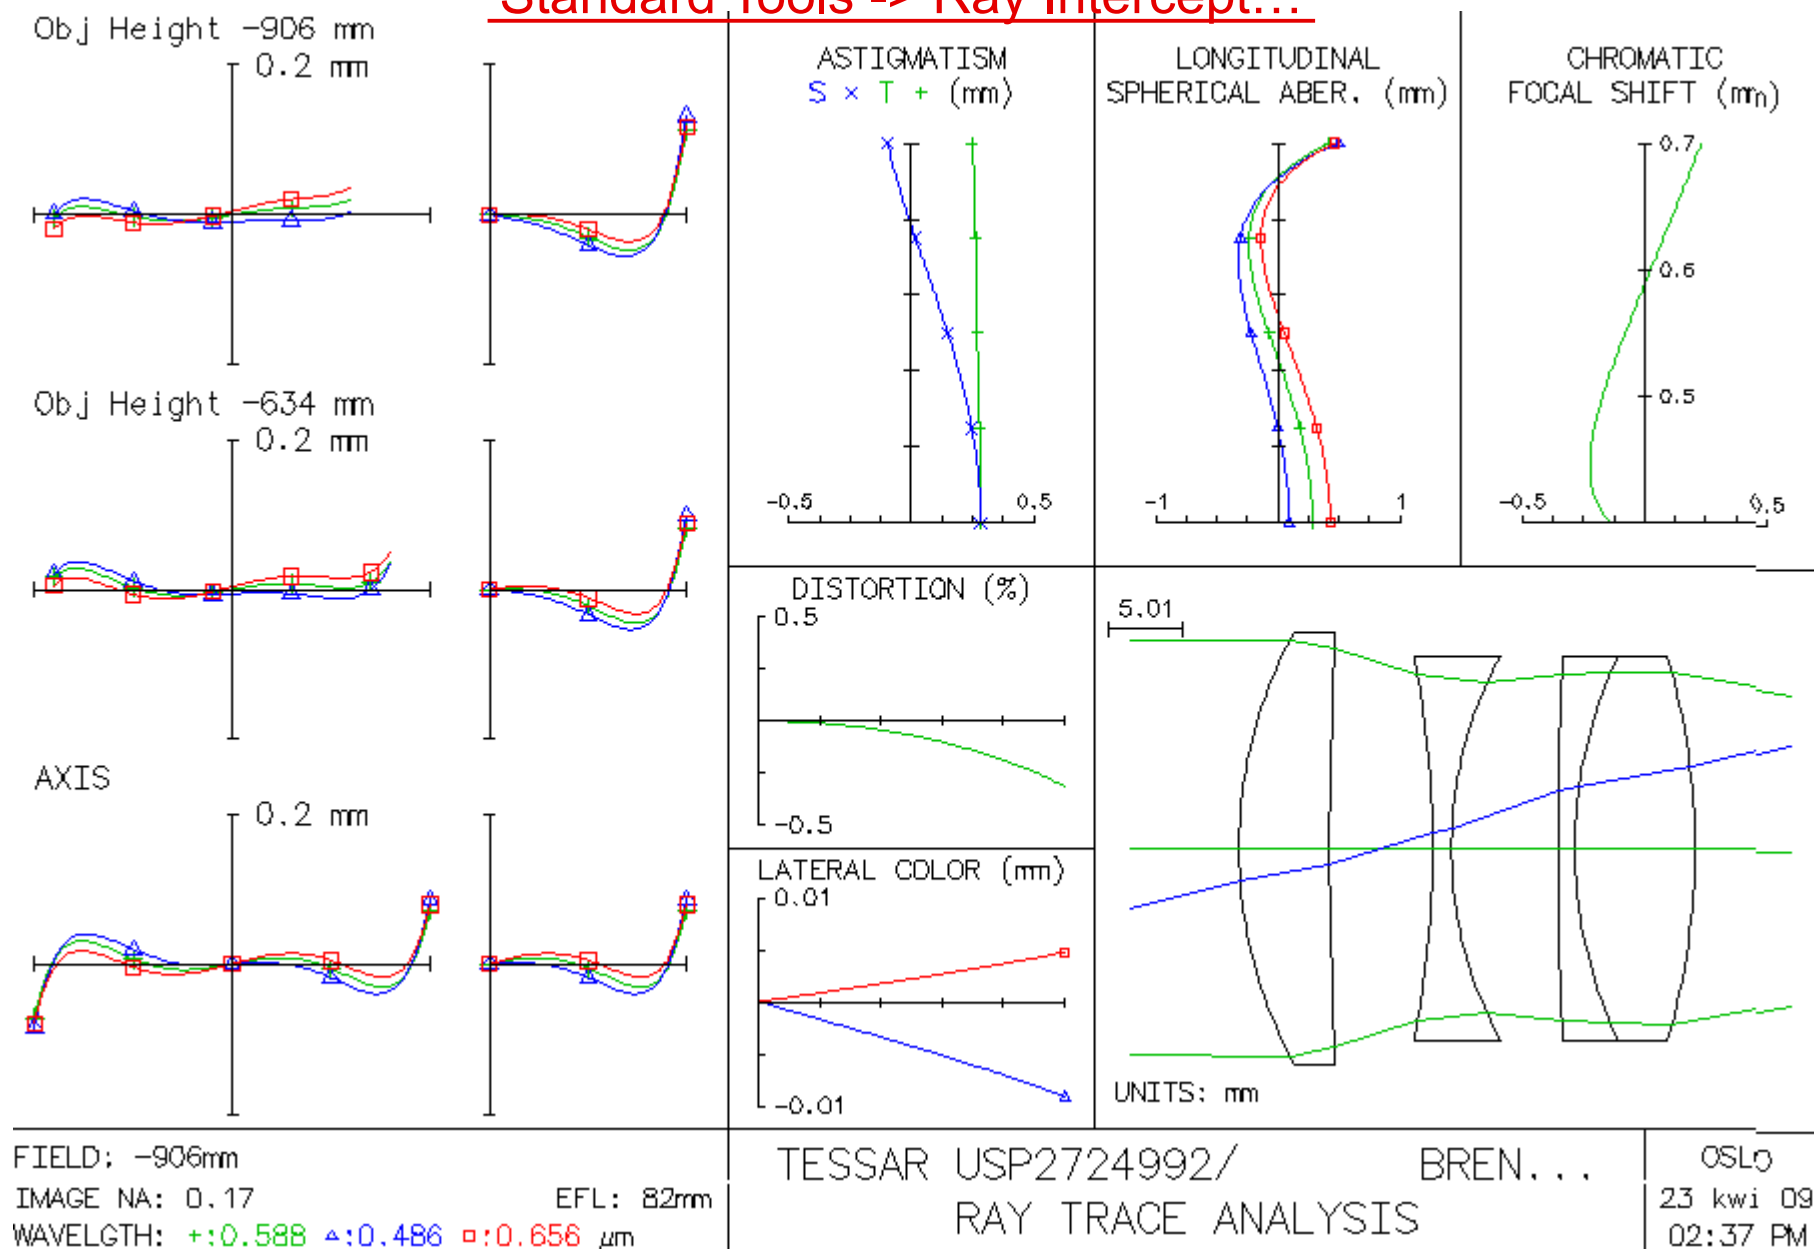 Standard Tools -> Ray Intercept...
Obj Height -906 mm
0.2 mm
Obj Height -634 mm
0.2 mm
AXIS
0.2 mm
ASTIGMATISM
S × T + (mm)
-0.5 0.5
LONGITUDINAL
SPHERICAL ABER. (mm)
-1 1
CHROMATIC
FOCAL SHIFT (mm)
0.7
0.6
0.5
-0.5 0.5
DISTORTION (%)
0.5
-0.5
LATERAL COLOR (mm)
0.01
-0.01
5.01
UNITS: mm
FIELD: -906mm
IMAGE NA: 0.17 EFL: 82mm
WAVELGTH: +:0.588 △:0.486 □:0.656 µm
TESSAR USP2724992/ BREN...
RAY TRACE ANALYSIS
OSLO
23 kwi 09
02:37 PM